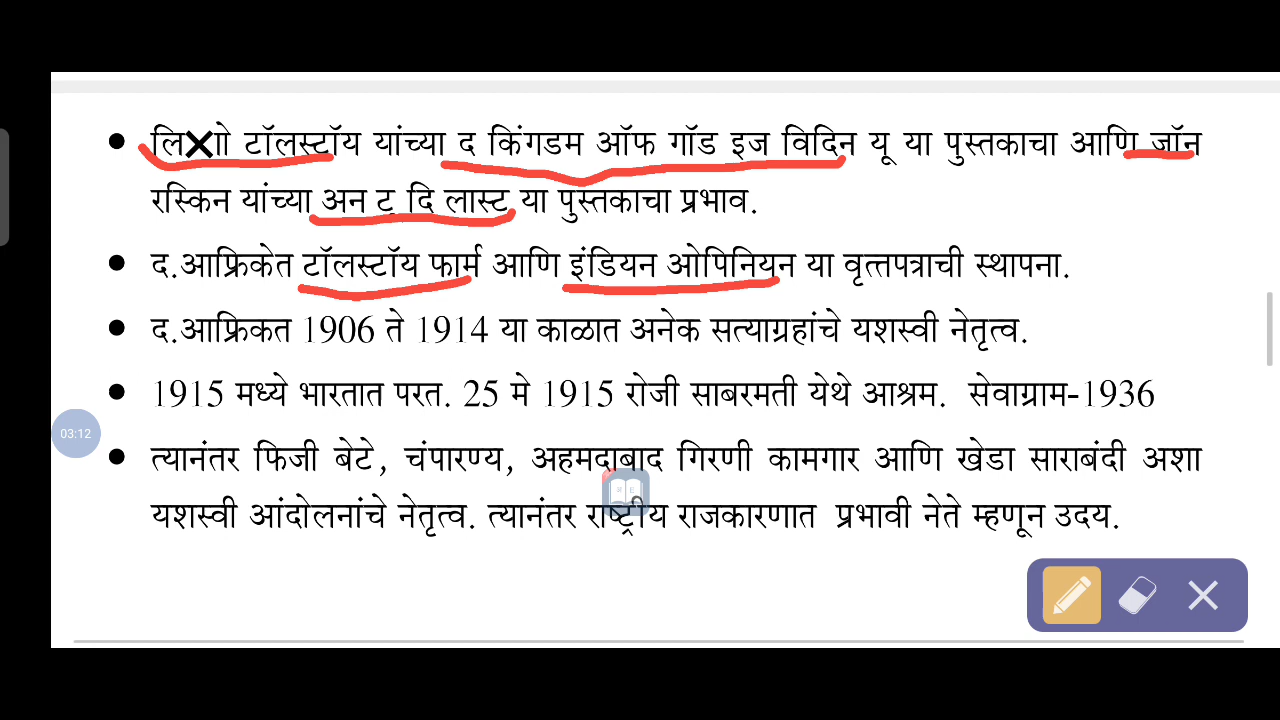 लिओ टॉलस्टॉय यांच्या द किंगडम ऑफ गॉड इज विदिन यू या पुस्तकाचा आणि जॉन
रस्किन यांच्या अन टू दि लास्ट या पुस्तकाचा प्रभाव.
द.आफ्रिकेत टॉलस्टॉय फार्म आणि इंडियन ओपिनियन या वृत्तपत्राची स्थापना.
द.आफ्रिकत 1906 ते 1914 या काळात अनेक सत्याग्रहांचे यशस्वी नेतृत्व.
1915 मध्ये भारतात परत. 25 मे 1915 रोजी साबरमती येथे आश्रम. सेवाग्राम-1936
03:12
त्यानंतर फिजी बेटे, चंपारण्य, अहमदाबाद गिरणी कामगार आणि खेडा साराबंदी अशा
यशस्वी आंदोलनांचे नेतृत्व. त्यानंतर राष्ट्रीय राजकारणात प्रभावी नेते म्हणून उदय.